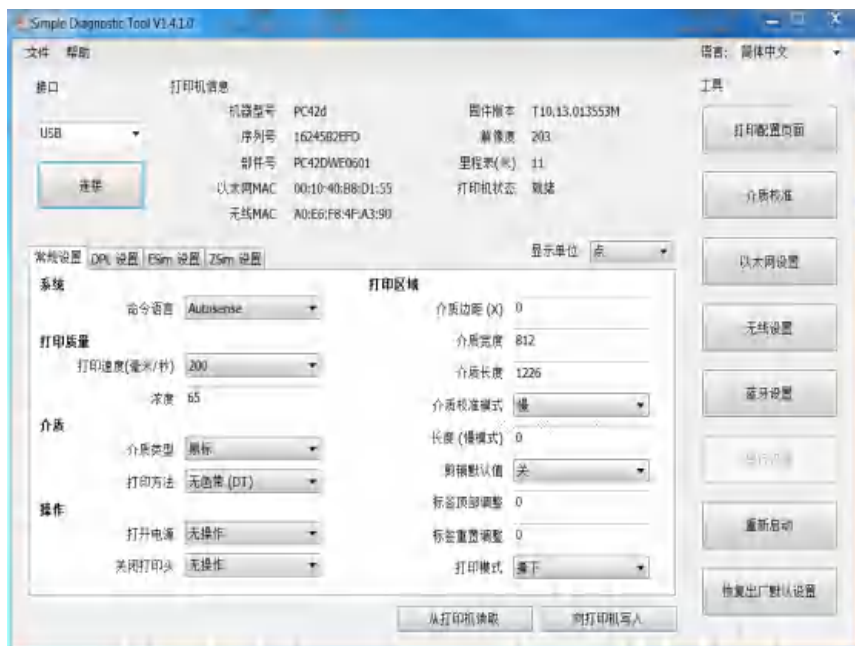 Simple Diagnostic Tool V1.4.1.0
文件 帮助 语言: 简体中文
接口 打印机信息 工具
机器型号 PC42d 固件版本 T10.13.013553M
USB 序列号 1624582EFD 解像度 203 打印配置页面
部件号 PC42DWE0601 里程表(米) 11
连接 以太网MAC 00:10:40:B8:D1:55 打印机状态 就绪 介质校准
无线MAC A0:E6:F8:4F:A3:90
常规设置 DPL 设置 ESim 设置 ZSim 设置 显示单位 点 以太网设置
系统 打印区域
命令语言 Autosense 介质边距 (X) 0
打印质量 介质宽度 812 无线设置
打印速度(毫米/秒) 200 介质长度 1226
浓度 65 介质校准模式 慢 蓝牙设置
介质 长度 (慢模式) 0
介质类型 黑标 剪辑默认值 关
打印方法 无色带 (DT) 标签顶部调整 0
操作 重新启动
打开电源 无操作 标签重置调整 0
关闭打印头 无操作 打印模式 撕下
恢复出厂默认设置
从打印机读取 向打印机写入